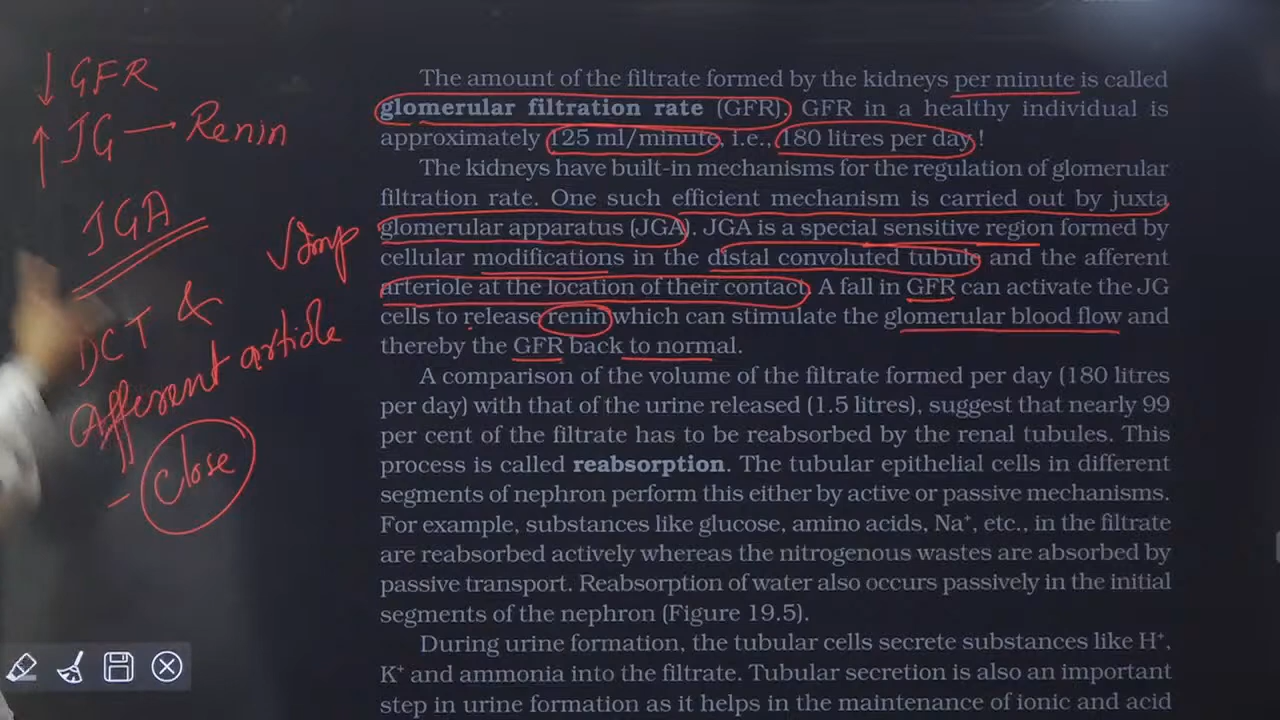 ↓ GFR
↑ JG → Renin
JGA
√Imp
DCT &
Afferent article
- Close
The amount of the filtrate formed by the kidneys per minute is called
glomerular filtration rate (GFR). GFR in a healthy individual is
approximately 125 ml/minute, i.e., 180 litres per day !
The kidneys have built-in mechanisms for the regulation of glomerular
filtration rate. One such efficient mechanism is carried out by juxta
glomerular apparatus (JGA). JGA is a special sensitive region formed by
cellular modifications in the distal convoluted tubule and the afferent
arteriole at the location of their contact. A fall in GFR can activate the JG
cells to release renin which can stimulate the glomerular blood flow and
thereby the GFR back to normal.
A comparison of the volume of the filtrate formed per day (180 litres
per day) with that of the urine released (1.5 litres), suggest that nearly 99
per cent of the filtrate has to be reabsorbed by the renal tubules. This
process is called reabsorption. The tubular epithelial cells in different
segments of nephron perform this either by active or passive mechanisms.
For example, substances like glucose, amino acids, Na⁺, etc., in the filtrate
are reabsorbed actively whereas the nitrogenous wastes are absorbed by
passive transport. Reabsorption of water also occurs passively in the initial
segments of the nephron (Figure 19.5).
During urine formation, the tubular cells secrete substances like H⁺,
K⁺ and ammonia into the filtrate. Tubular secretion is also an important
step in urine formation as it helps in the maintenance of ionic and acid